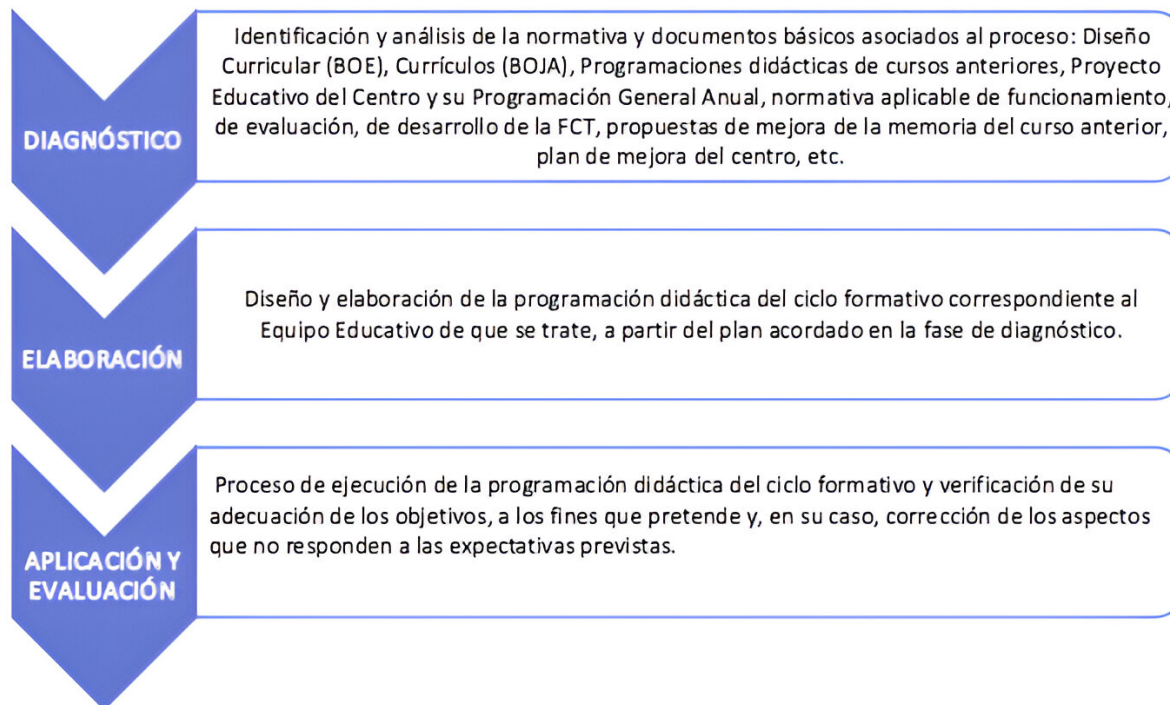 DIAGNÓSTICO
Identificación y análisis de la normativa y documentos básicos asociados al proceso: Diseño
Curricular (BOE), Currículos (BOJA), Programaciones didácticas de cursos anteriores, Proyecto
Educativo del Centro y su Programación General Anual, normativa aplicable de funcionamiento,
de evaluación, de desarrollo de la FCT, propuestas de mejora de la memoria del curso anterior,
plan de mejora del centro, etc.
ELABORACIÓN
Diseño y elaboración de la programación didáctica del ciclo formativo correspondiente al
Equipo Educativo de que se trate, a partir del plan acordado en la fase de diagnóstico.
APLICACIÓN Y
EVALUACIÓN
Proceso de ejecución de la programación didáctica del ciclo formativo y verificación de su
adecuación de los objetivos, a los fines que pretende y, en su caso, corrección de los aspectos
que no responden a las expectativas previstas.